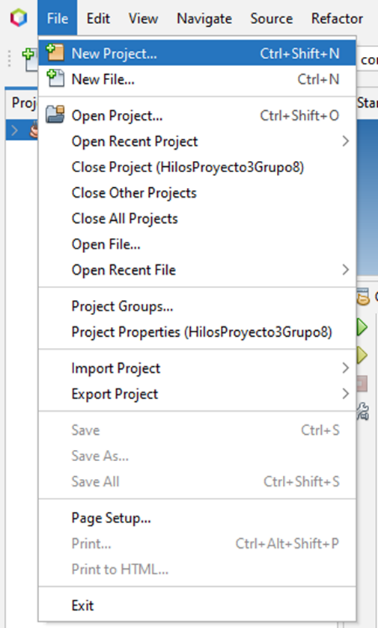 File Edit View Navigate Source Refactor
New Project... Ctrl+Shift+N
New File... Ctrl+N
Open Project... Ctrl+Shift+O
Open Recent Project
Close Project (HilosProyecto3Grupo8)
Close Other Projects
Close All Projects
Open File...
Open Recent File
Project Groups...
Project Properties (HilosProyecto3Grupo8)
Import Project
Export Project
Save Ctrl+S
Save As...
Save All Ctrl+Shift+S
Page Setup...
Print... Ctrl+Alt+Shift+P
Print to HTML...
Exit